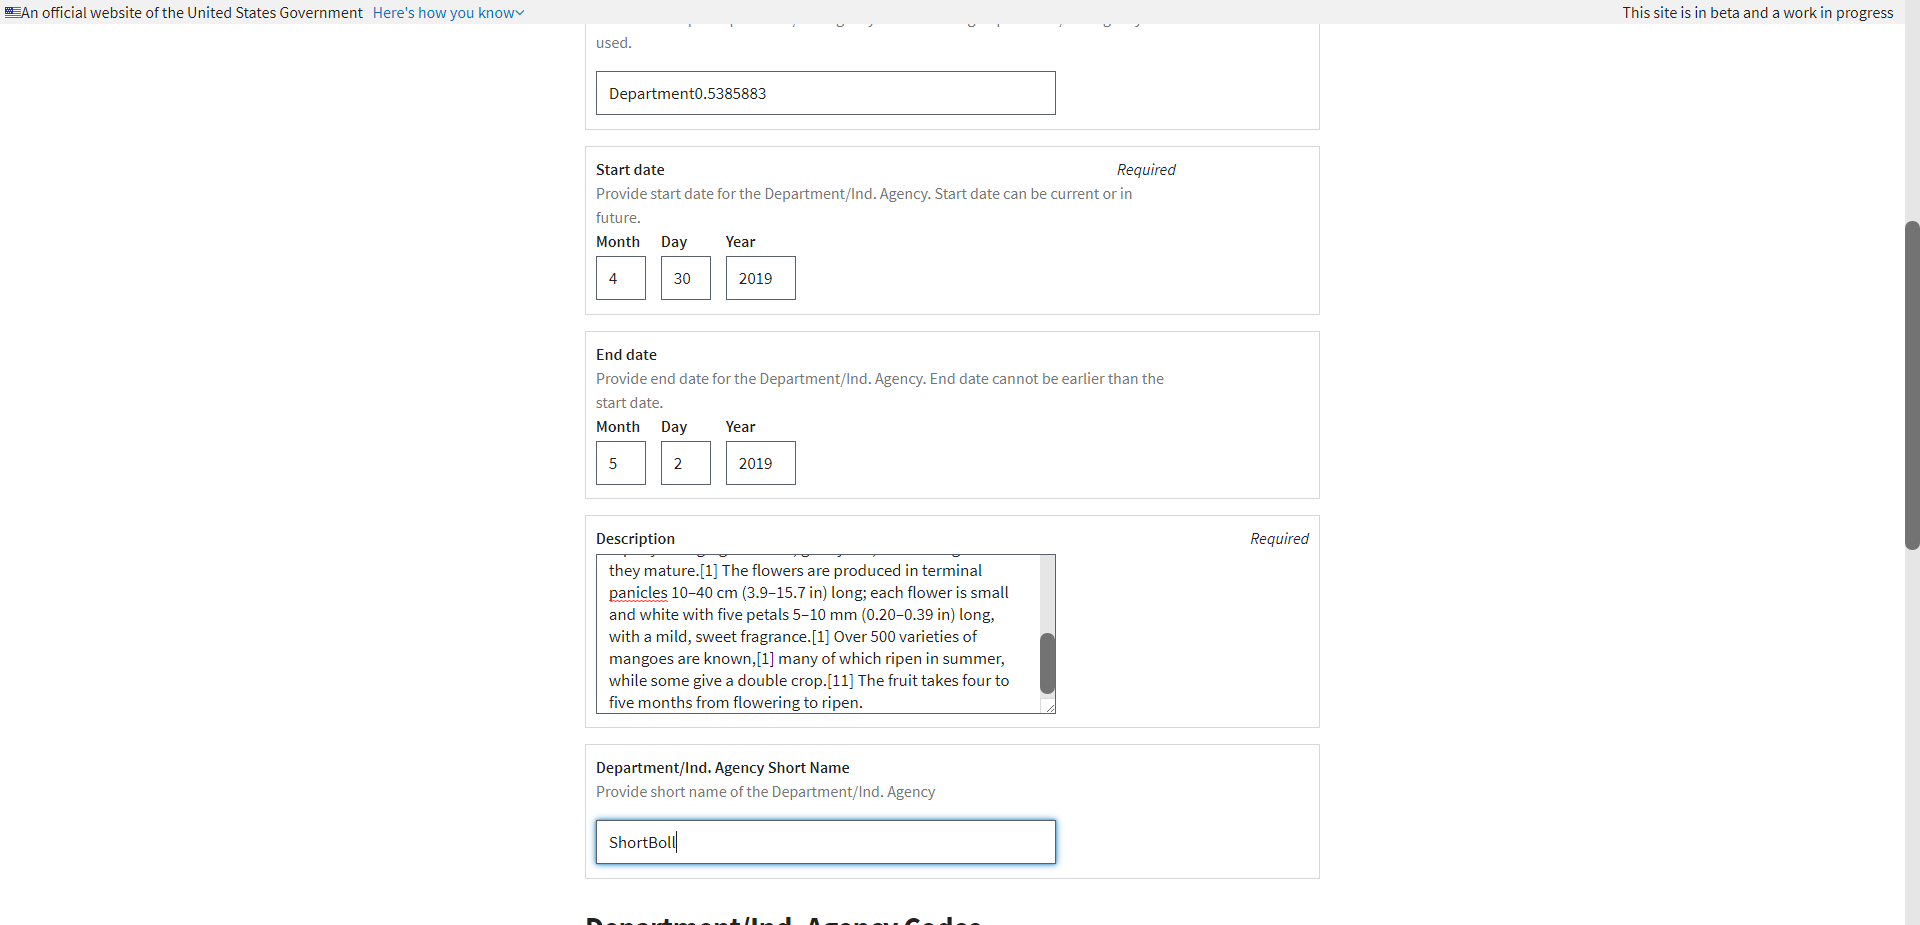 An official website of the United States Government Here's how you know
This site is in beta and a work in progress
used.
Department0.5385883
Start date
Required
Provide start date for the Department/Ind. Agency. Start date can be current or in
future.
Month Day Year
4 30 2019
End date
Provide end date for the Department/Ind. Agency. End date cannot be earlier than the
start date.
Month Day Year
5 2 2019
Description
Required
they mature.[1] The flowers are produced in terminal
panicles 10–40 cm (3.9–15.7 in) long; each flower is small
and white with five petals 5–10 mm (0.20–0.39 in) long,
with a mild, sweet fragrance.[1] Over 500 varieties of
mangoes are known,[1] many of which ripen in summer,
while some give a double crop.[11] The fruit takes four to
five months from flowering to ripen.
Department/Ind. Agency Short Name
Provide short name of the Department/Ind. Agency
ShortBoll
Department/Ind. Agency Codes